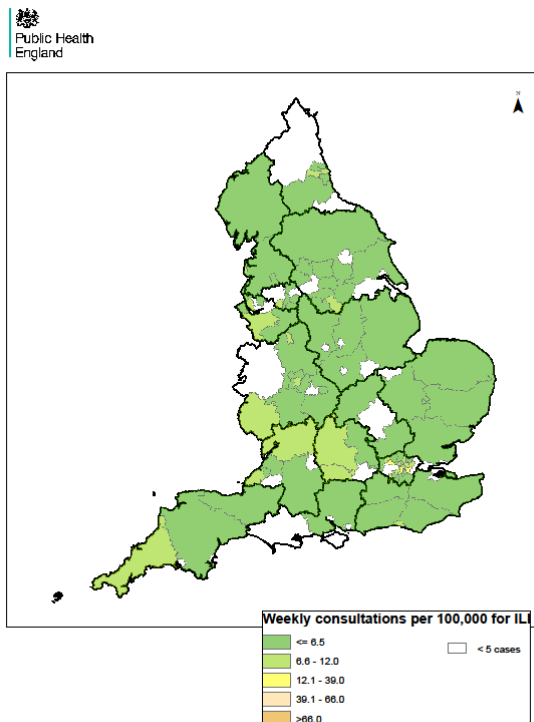 Public Health
England
N
Weekly consultations per 100,000 for ILI
<= 6.5
< 5 cases
6.6 - 12.0
12.1 - 39.0
39.1 - 66.0
>66.0